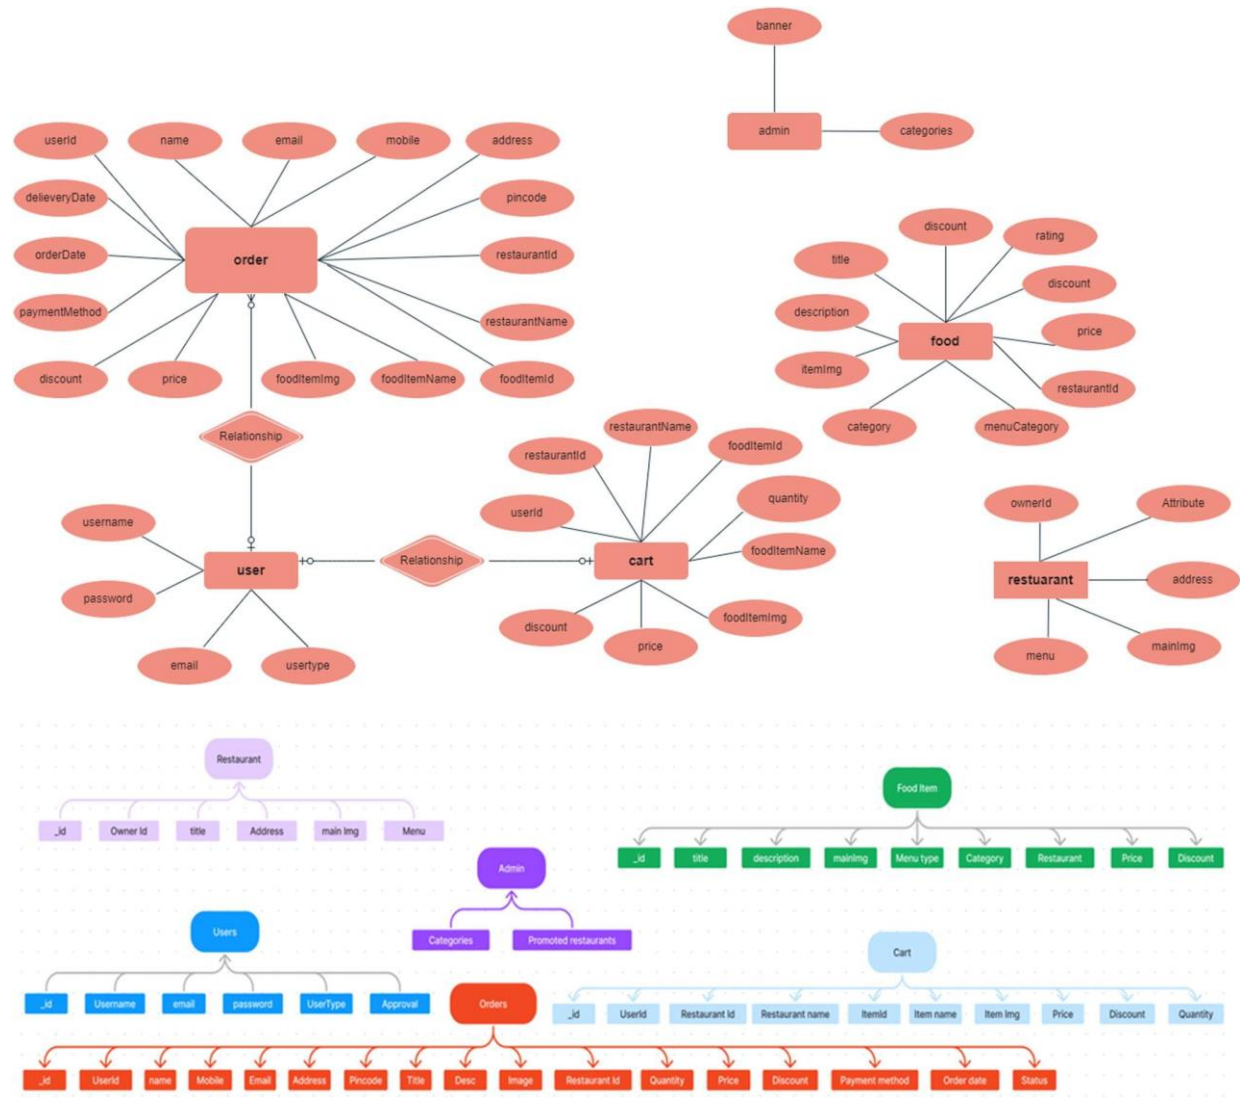 banner
admin
categories
userId
name
email
mobile
address
delieveryDate
pincode
orderDate
order
restaurantId
paymentMethod
restaurantName
discount
price
foodItemImg
foodItemName
foodItemId
Relationship
discount
rating
title
discount
description
food
price
itemImg
restaurantId
category
menuCategory
restaurantName
restaurantId
foodItemId
userId
quantity
foodItemName
Relationship
cart
discount
price
foodItemImg
username
user
password
email
usertype
ownerId
Attribute
restuarant
address
menu
mainImg
Restaurant
_id
Owner Id
title
Address
main Img
Menu
Food Item
_id
title
description
mainImg
Menu type
Category
Restaurant
Price
Discount
Admin
Categories
Promoted restaurants
Users
_id
Username
email
password
UserType
Approval
Cart
_id
UserId
Restaurant Id
Restaurant name
ItemId
Item name
Item Img
Price
Discount
Quantity
Orders
_id
UserId
name
Mobile
Email
Address
Pincode
Title
Desc
Image
Restaurant Id
Quantity
Price
Discount
Payment method
Order date
Status